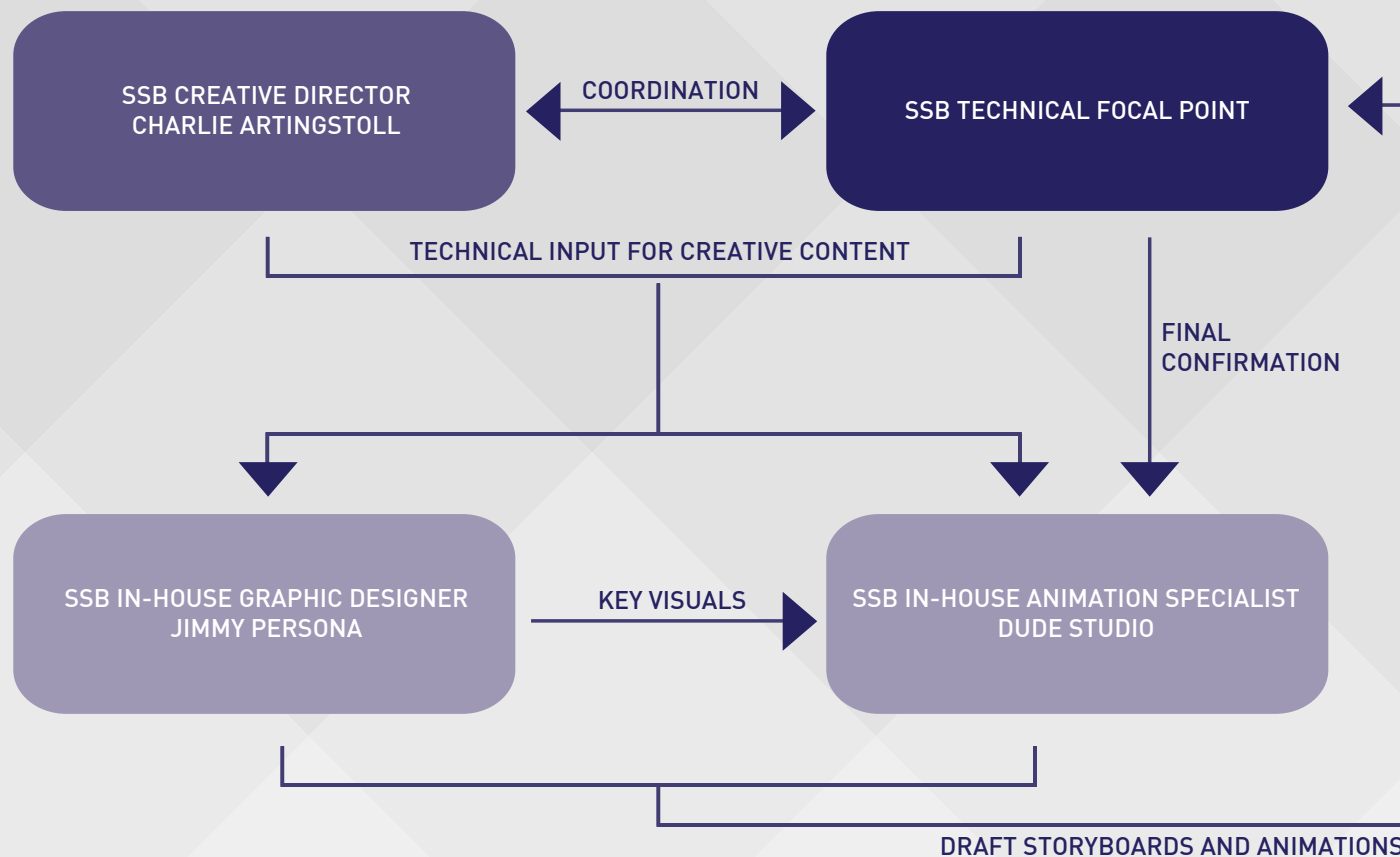 SSB CREATIVE DIRECTOR
CHARLIE ARTINGSTOLL
COORDINATION
SSB TECHNICAL FOCAL POINT
TECHNICAL INPUT FOR CREATIVE CONTENT
FINAL
CONFIRMATION
SSB IN-HOUSE GRAPHIC DESIGNER
JIMMY PERSONA
KEY VISUALS
SSB IN-HOUSE ANIMATION SPECIALIST
DUDE STUDIO
DRAFT STORYBOARDS AND ANIMATIONS